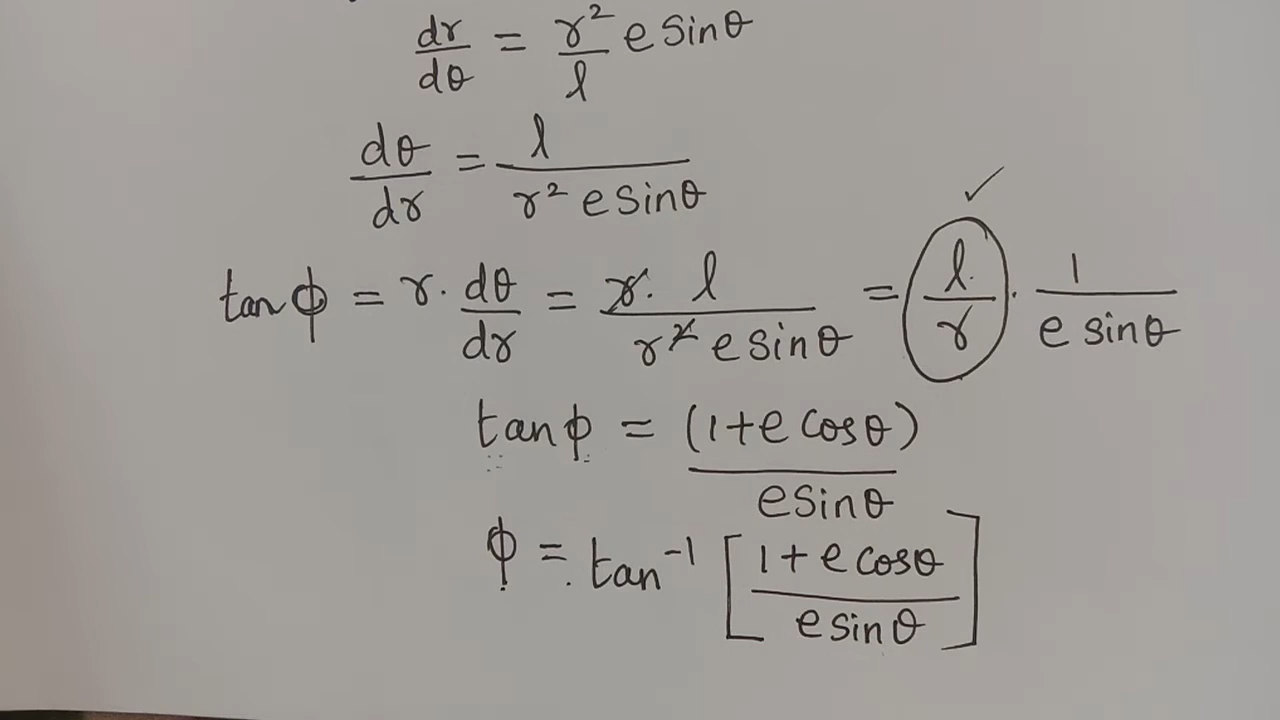 dr/dθ = r²/l e sinθ
dθ/dr = l/(r² e sinθ)
tan ϕ = r. dθ/dr = r. l/(r² e sinθ) = l/r . 1/(e sinθ)
tan ϕ = (1+e cosθ)/(e sinθ)
ϕ = tan⁻¹ [(1+e cosθ)/(e sinθ)]